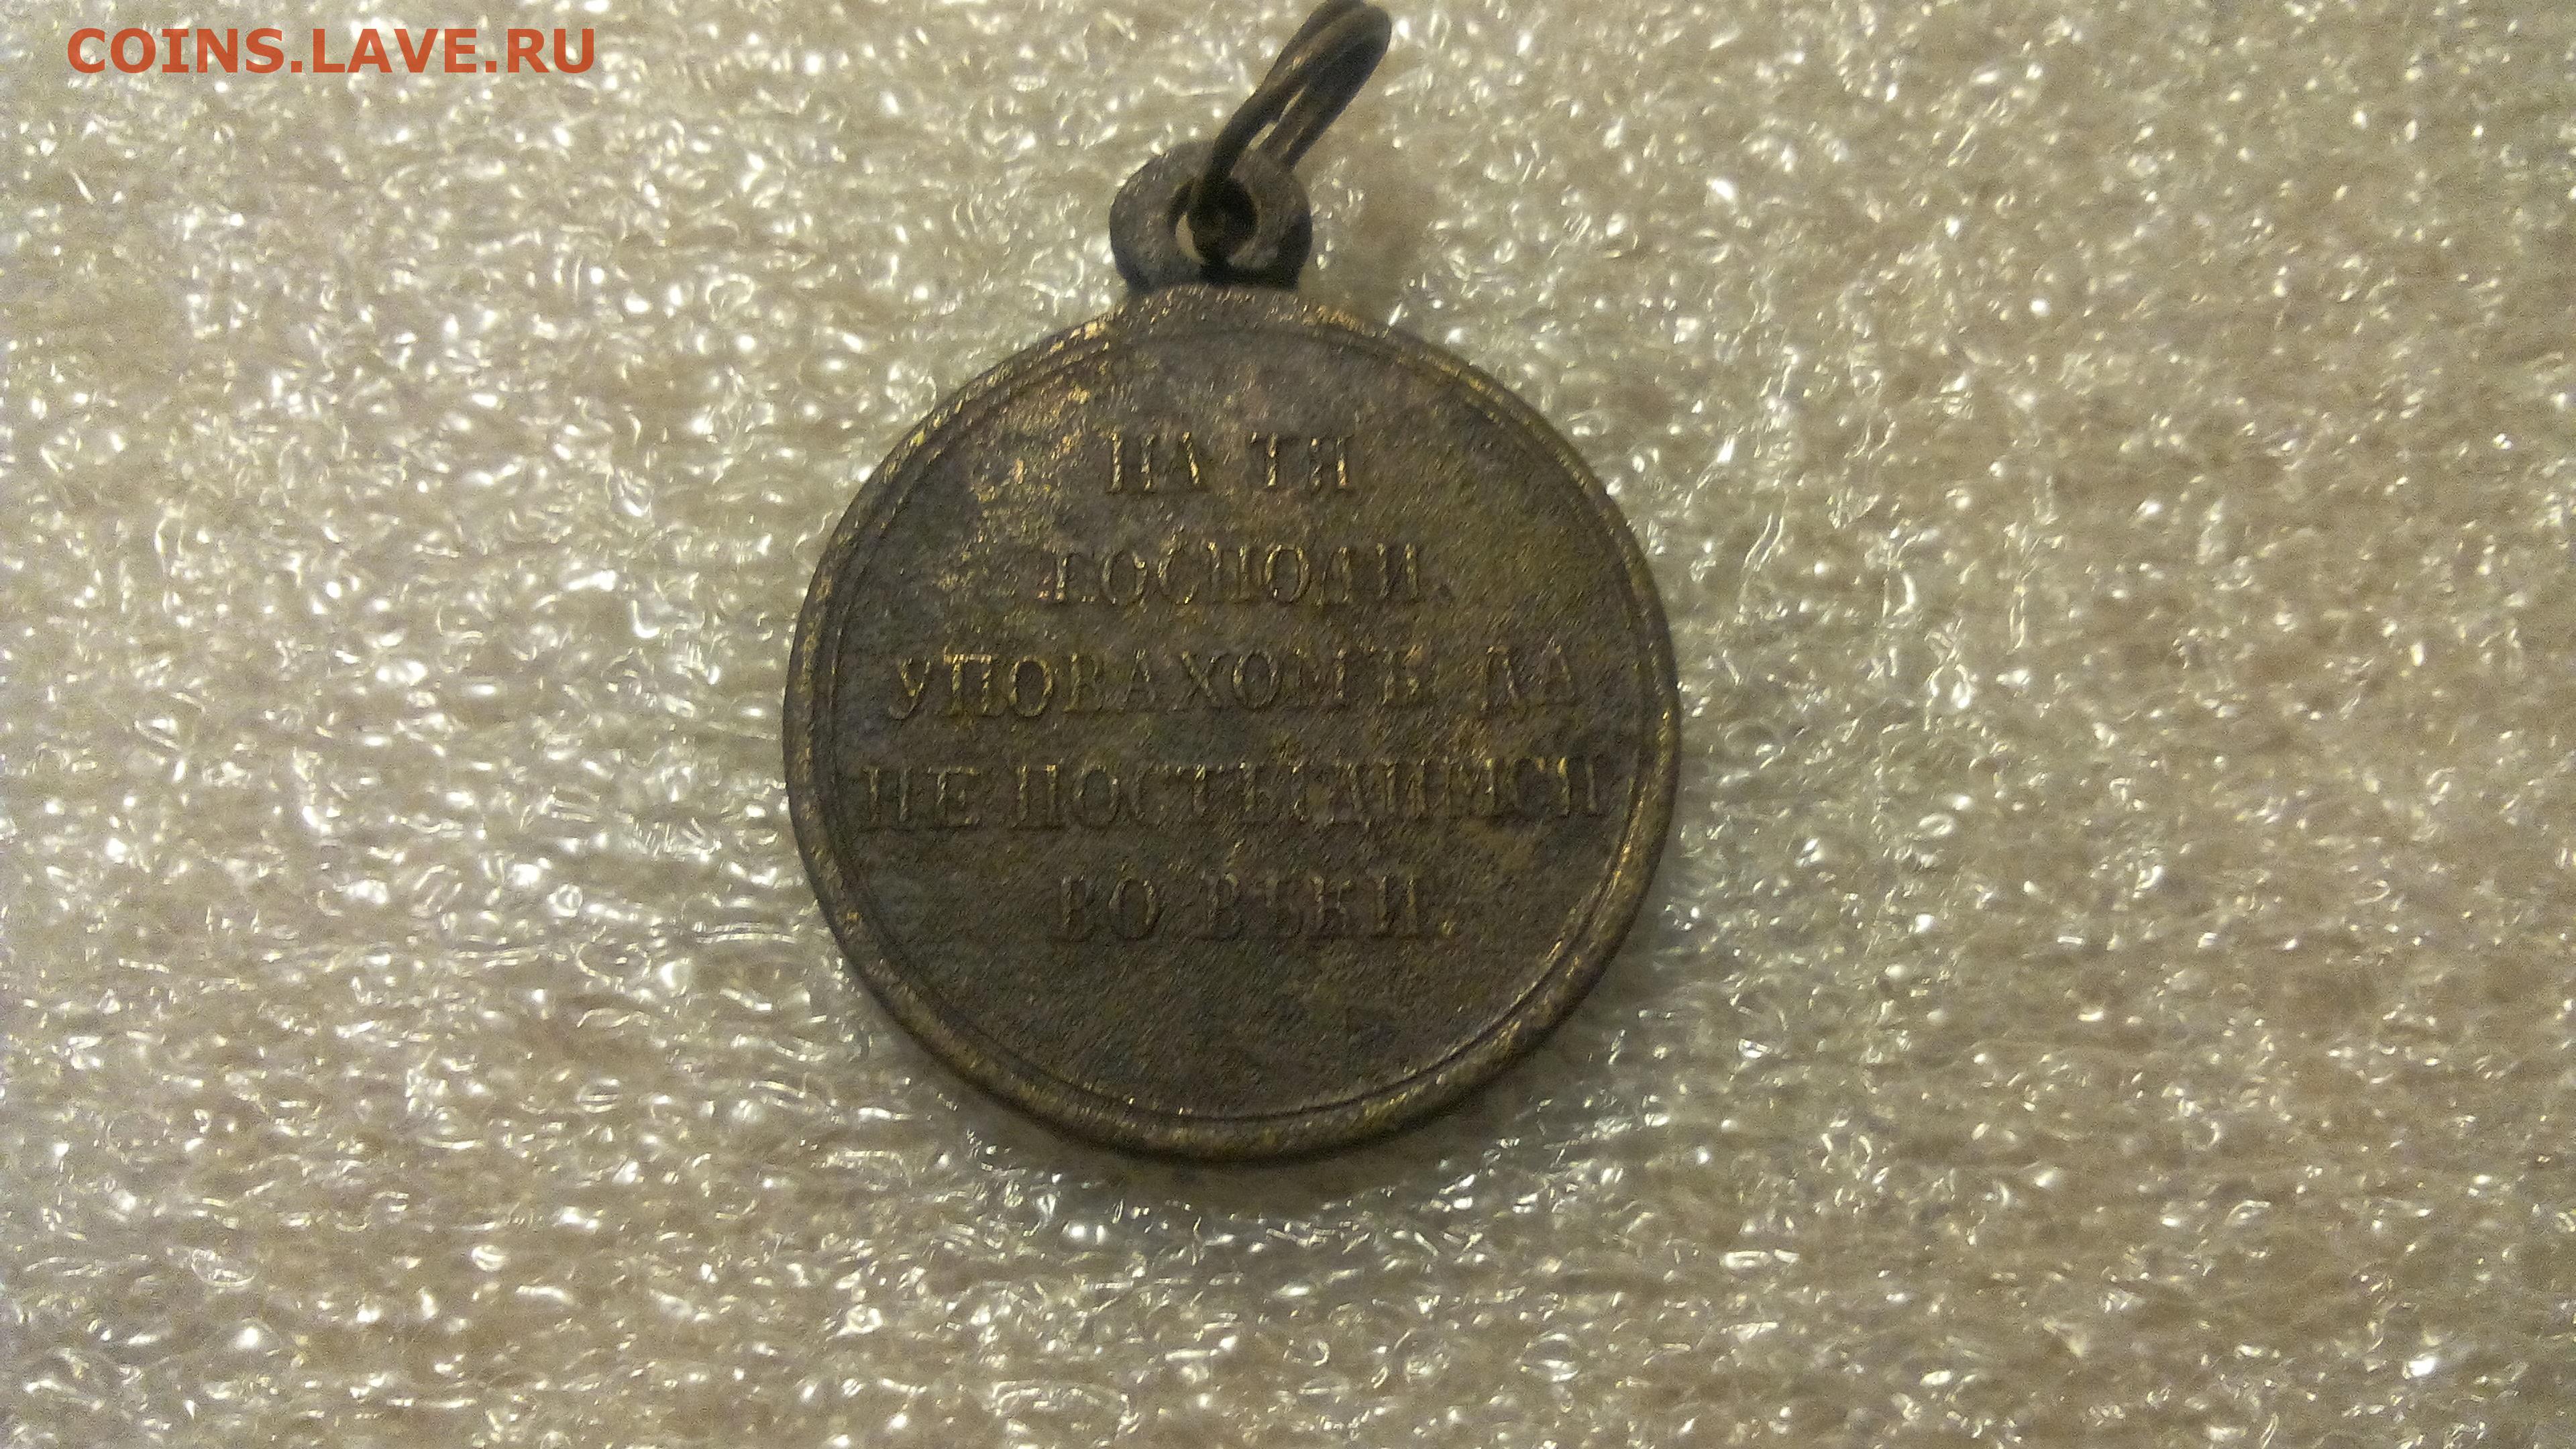 COINS.LAVE.RU
НА ТЯ
ГОСПОДИ
УПОВАХОМЪ ДА
НЕ ПОСТЫДИМСЯ
ВО ВѢКИ